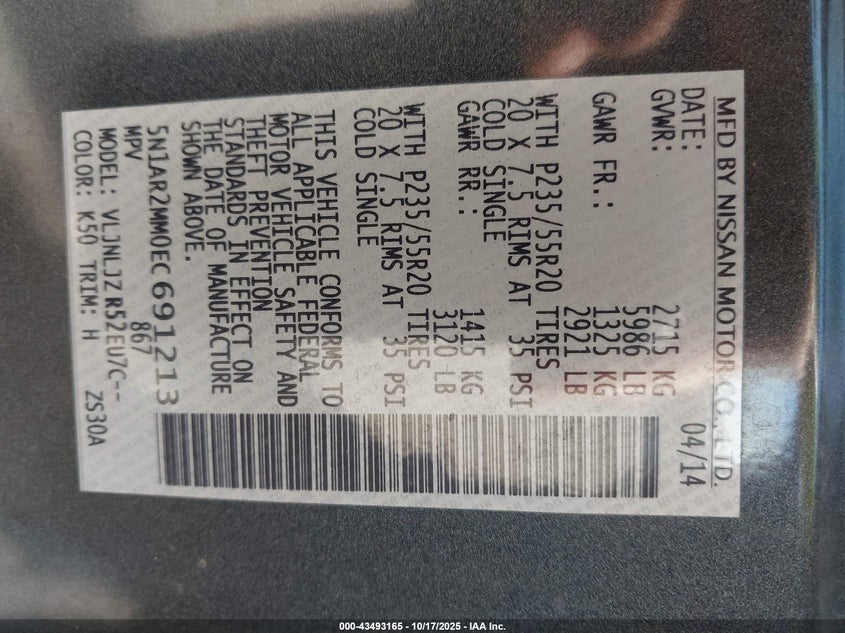 MFD BY NISSAN MOTOR CO., LTD.
DATE: 04/14
GVWR: 2715 KG
5986 LB
GAWR FR.: 1325 KG
2921 LB
WITH P235/55R20 TIRES
20 X 7.5 RIMS AT 35 PSI
COLD SINGLE
GAWR RR.: 1415 KG
3120 LB
WITH P235/55R20 TIRES
20 X 7.5 RIMS AT 35 PSI
COLD SINGLE
THIS VEHICLE CONFORMS TO
ALL APPLICABLE FEDERAL
MOTOR VEHICLE SAFETY AND
THEFT PREVENTION
STANDARDS IN EFFECT ON
THE DATE OF MANUFACTURE
SHOWN ABOVE.
5N1AR2MM0EC691213
MPV 867
MODEL: VLJNLJZ R52EU7C--
COLOR: K50 TRIM: H ZS30A
000-43493165 - 10/17/2025 - IAA Inc.